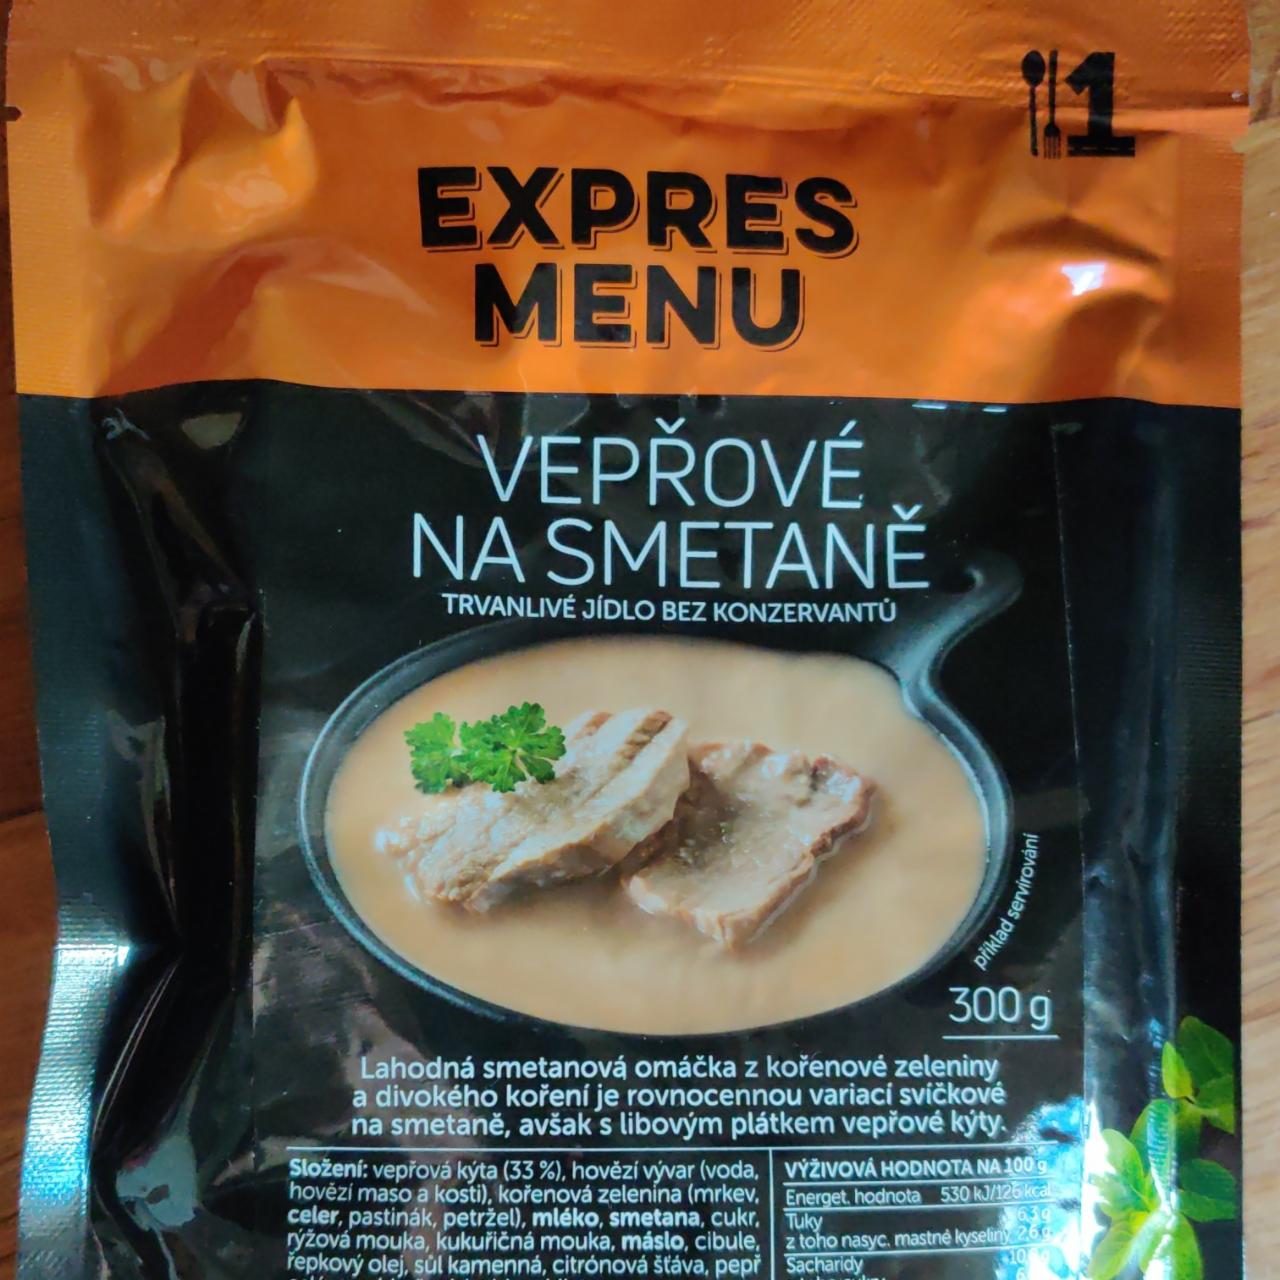 1
EXPRES
MENU
VEPŘOVÉ
NA SMETANĚ
TRVANLIVÉ JÍDLO BEZ KONZERVANTŮ
příklad servírování
300 g
Lahodná smetanová omáčka z kořenové zeleniny
a divokého koření je rovnocennou variací svíčkové
na smetaně, avšak s libovým plátkem vepřové kýty.
Složení: vepřová kýta (33 %), hovězí vývar (voda,
hovězí maso a kosti), kořenová zelenina (mrkev,
celer, pastinák, petržel), mléko, smetana, cukr,
rýžová mouka, kukuřičná mouka, máslo, cibule,
řepkový olej, sůl kamenná, citrónová šťáva, pepř
VÝŽIVOVÁ HODNOTA NA 100 g
Energet. hodnota 530 kJ/126 kcal
Tuky 6,3 g
z toho nasyc. mastné kyseliny 2,6 g
Sacharidy